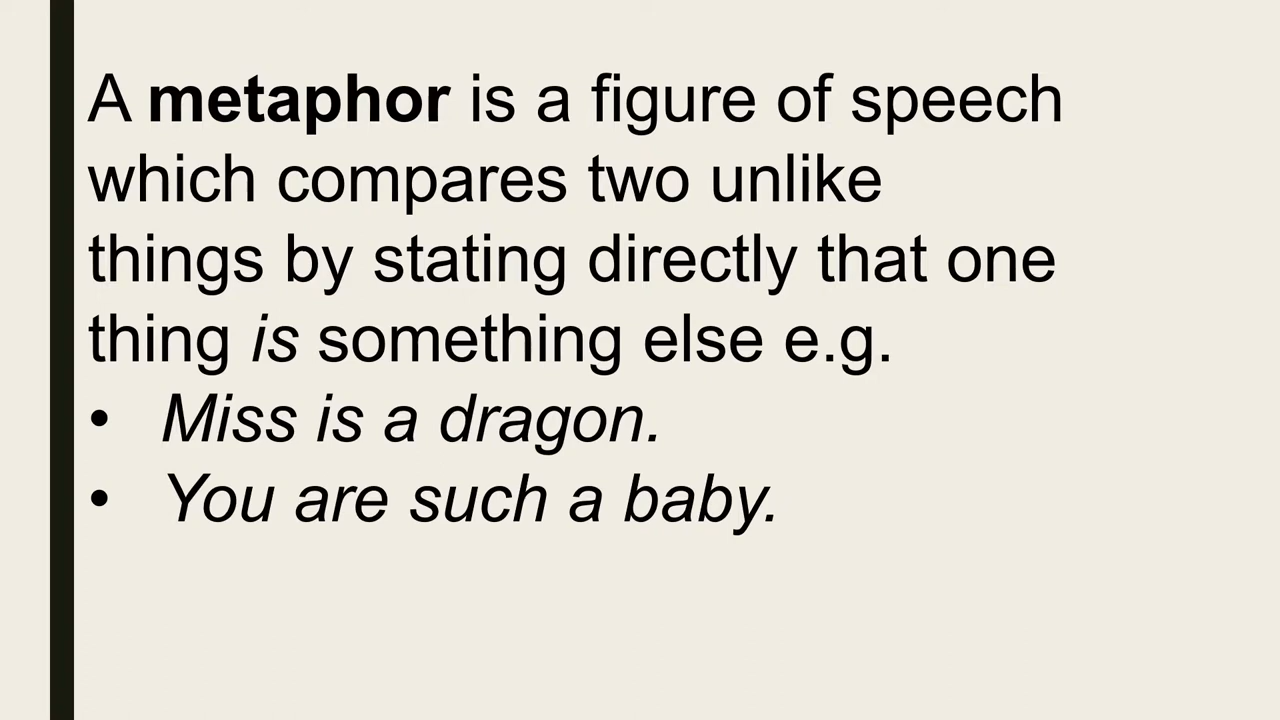 A metaphor is a figure of speech
which compares two unlike
things by stating directly that one
thing is something else e.g.
• Miss is a dragon.
• You are such a baby.